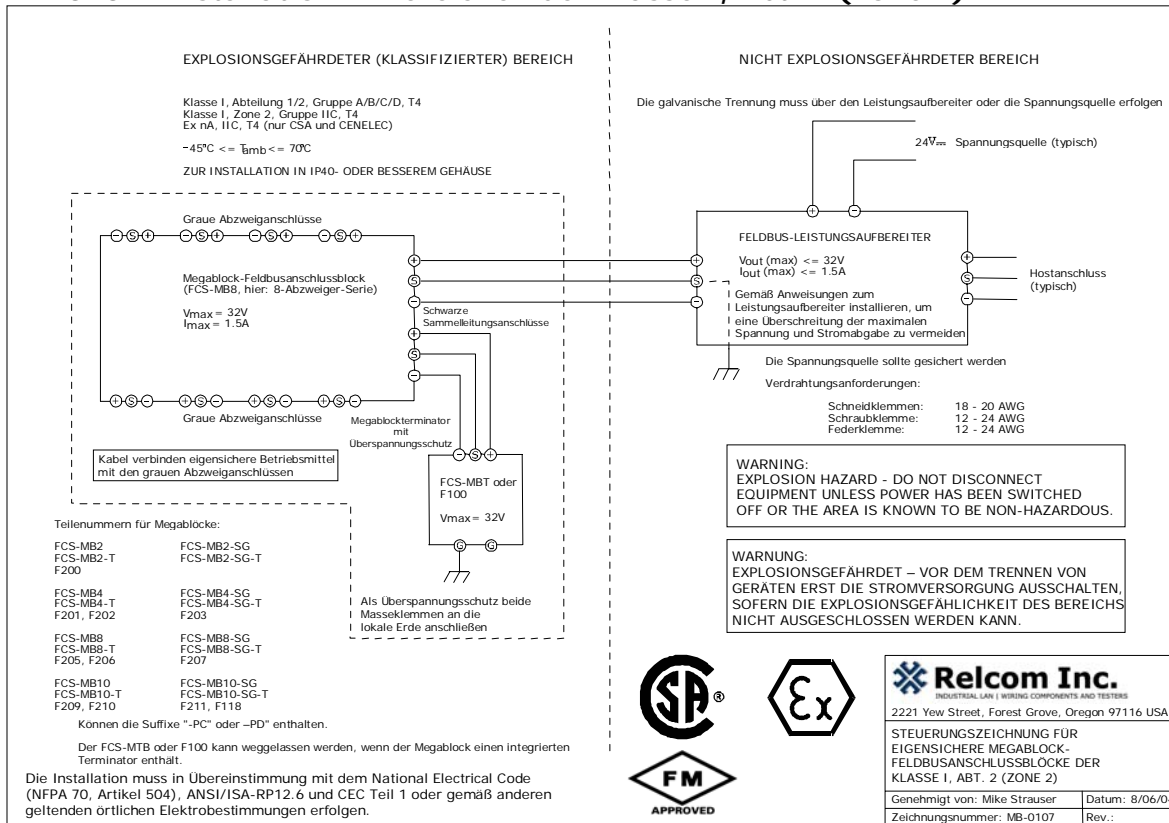 EXPLOSIONSGEFÄHRDETER (KLASSIFIZIERTER) BEREICH
Klasse I, Abteilung 1/2, Gruppe A/B/C/D, T4
Klasse I, Zone 2, Gruppe IIC, T4
Ex nA, IIC, T4 (nur CSA und CENELEC)
-45°C <= Tamb <= 70°C
ZUR INSTALLATION IN IP40- ODER BESSEREM GEHÄUSE
Graue Abzweiganschlüsse
- S + - S + - S + - S +
Megablock-Feldbusanschlussblock
(FCS-MB8, hier: 8-Abzweiger-Serie)
Vmax = 32V
Imax = 1.5A
+
S
-
Schwarze
Sammelleitungsanschlüsse
+
S
-
+ S - + S - + S - + S -
Graue Abzweiganschlüsse
Kabel verbinden eigensichere Betriebsmittel
mit den grauen Abzweiganschlüssen
Megablockterminator
mit
Überspannungsschutz
- S +
FCS-MBT oder
F100
Vmax = 32V
G G
Als Überspannungsschutz beide
Masseklemmen an die
lokale Erde anschließen
Teilenummern für Megablöcke:
FCS-MB2 FCS-MB2-SG
FCS-MB2-T FCS-MB2-SG-T
F200
FCS-MB4 FCS-MB4-SG
FCS-MB4-T FCS-MB4-SG-T
F201, F202 F203
FCS-MB8 FCS-MB8-SG
FCS-MB8-T FCS-MB8-SG-T
F205, F206 F207
FCS-MB10 FCS-MB10-SG
FCS-MB10-T FCS-MB10-SG-T
F209, F210 F211, F118
Können die Suffixe "-PC" oder –PD" enthalten.
Der FCS-MTB oder F100 kann weggelassen werden, wenn der Megablock einen integrierten
Terminator enthält.
Die Installation muss in Übereinstimmung mit dem National Electrical Code
(NFPA 70, Artikel 504), ANSI/ISA-RP12.6 und CEC Teil 1 oder gemäß anderen
geltenden örtlichen Elektrobestimmungen erfolgen.
NICHT EXPLOSIONSGEFÄHRDETER BEREICH
Die galvanische Trennung muss über den Leistungsaufbereiter oder die Spannungsquelle erfolgen
24V Spannungsquelle (typisch)
+ -
FELDBUS-LEISTUNGSAUFBEREITER
Vout (max) <= 32V
Iout (max) <= 1.5A
Gemäß Anweisungen zum
Leistungsaufbereiter installieren, um
eine Überschreitung der maximalen
Spannung und Stromabgabe zu vermeiden
+
S
-
+
S
-
Hostanschluss
(typisch)
Die Spannungsquelle sollte gesichert werden
Verdrahtungsanforderungen:
Schneidklemmen: 18 - 20 AWG
Schraubklemme: 12 - 24 AWG
Federklemme: 12 - 24 AWG
WARNING:
EXPLOSION HAZARD - DO NOT DISCONNECT
EQUIPMENT UNLESS POWER HAS BEEN SWITCHED
OFF OR THE AREA IS KNOWN TO BE NON-HAZARDOUS.
WARNUNG:
EXPLOSIONSGEFÄHRDET – VOR DEM TRENNEN VON
GERÄTEN ERST DIE STROMVERSORGUNG AUSSCHALTEN,
SOFERN DIE EXPLOSIONSGEFÄHLICHKEIT DES BEREICHS
NICHT AUSGESCHLOSSEN WERDEN KANN.
SA ®
Ex
FM
APPROVED
Relcom Inc.
INDUSTRIAL LAN | WIRING COMPONENTS AND TESTERS
2221 Yew Street, Forest Grove, Oregon 97116 USA
STEUERUNGSZEICHNUNG FÜR
EIGENSICHERE MEGABLOCK-
FELDBUSANSCHLUSSBLÖCKE DER
KLASSE I, ABT. 2 (ZONE 2)
Genehmigt von: Mike Strauser Datum: 8/06/0
Zeichnungsnummer: MB-0107 Rev.: